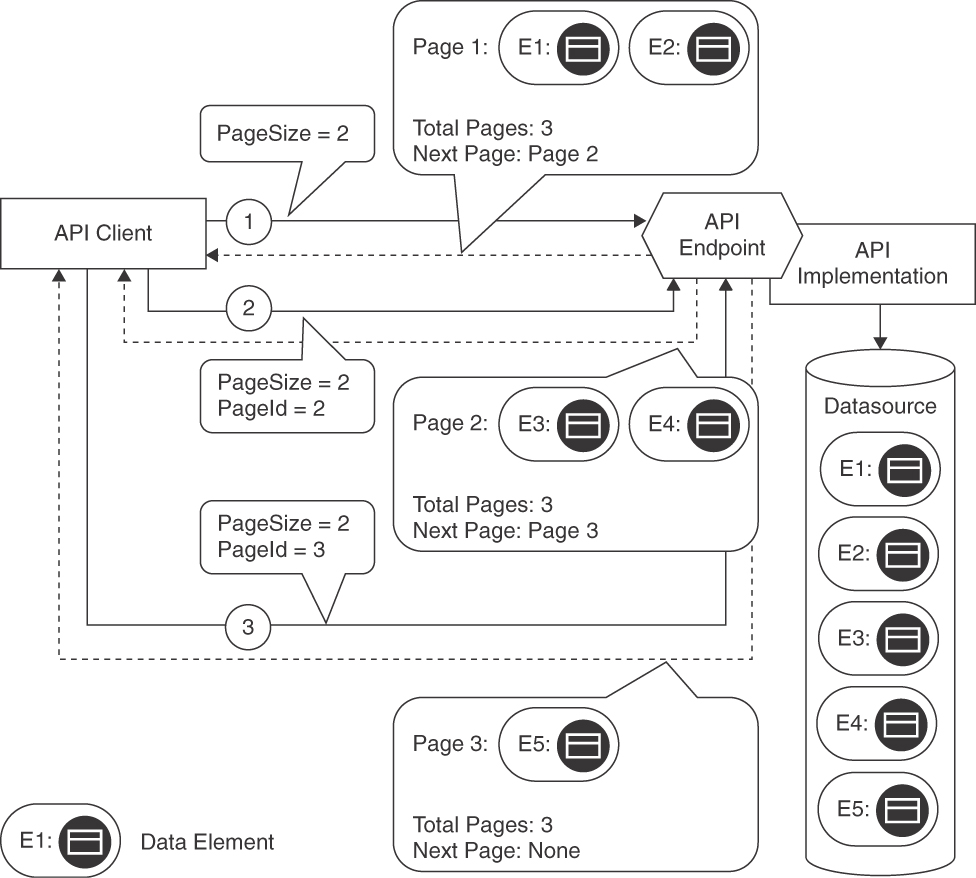 Page 1:
E1:
E2:
Total Pages: 3
Next Page: Page 2
PageSize = 2
API Client
1
API
Endpoint
API
Implementation
2
PageSize = 2
PageId = 2
Page 2:
E3:
E4:
Total Pages: 3
Next Page: Page 3
PageSize = 2
PageId = 3
3
Page 3:
E5:
Total Pages: 3
Next Page: None
Datasource
E1:
E2:
E3:
E4:
E5:
E1:
Data Element